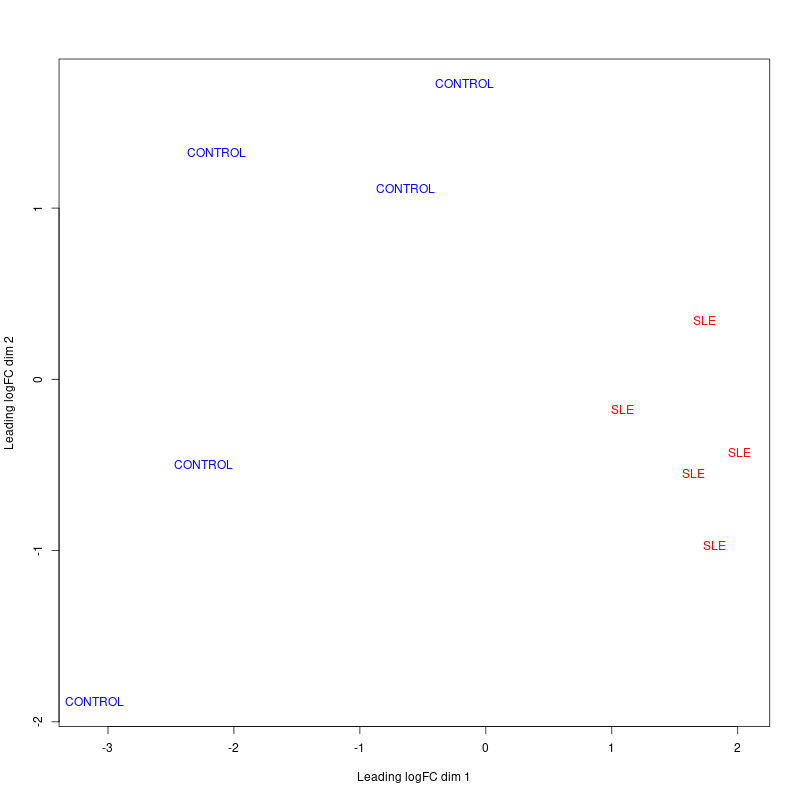 CONTROL
CONTROL
CONTROL
1
SLE
Leading logFC dim 2
0
SLE
SLE
CONTROL
SLE
-1
SLE
CONTROL
-2
-3 -2 -1 0 1 2
Leading logFC dim 1